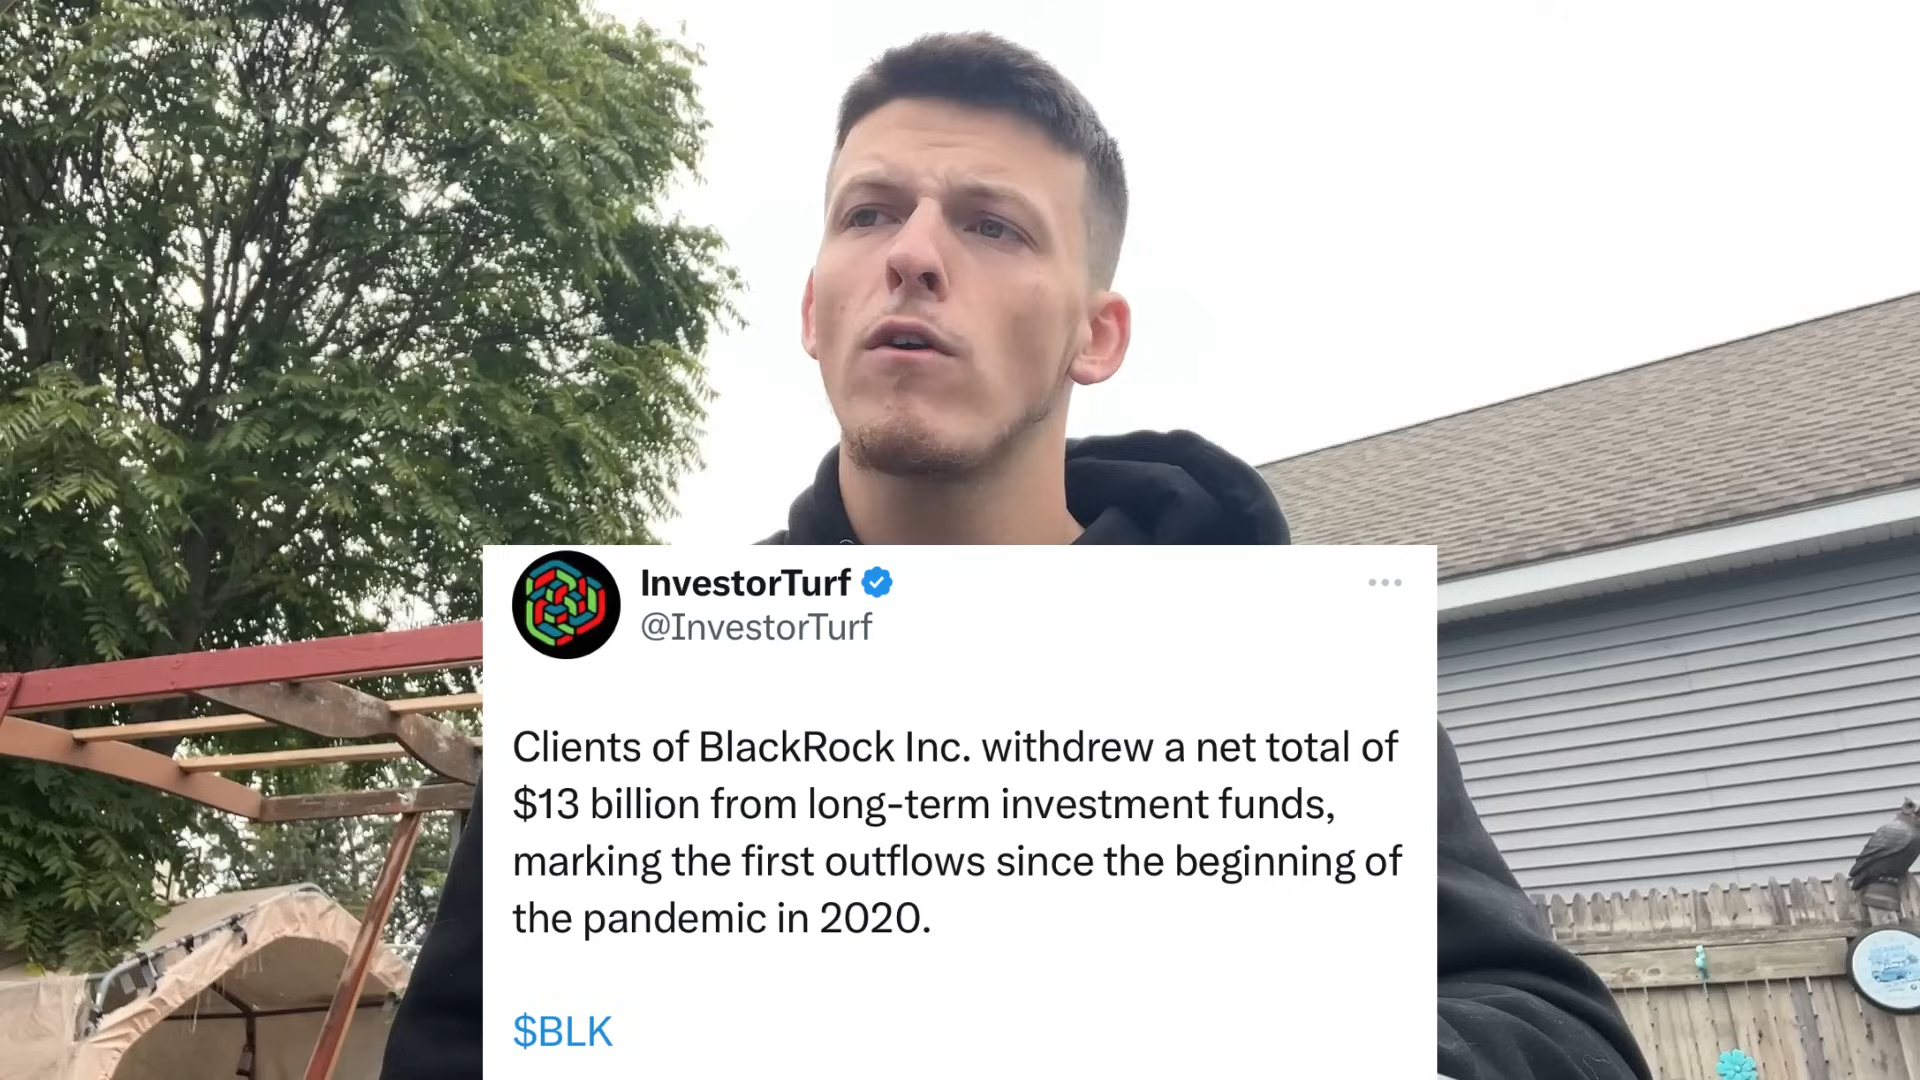 InvestorTurf
@InvestorTurf
Clients of BlackRock Inc. withdrew a net total of
$13 billion from long-term investment funds,
marking the first outflows since the beginning of
the pandemic in 2020.
$BLK